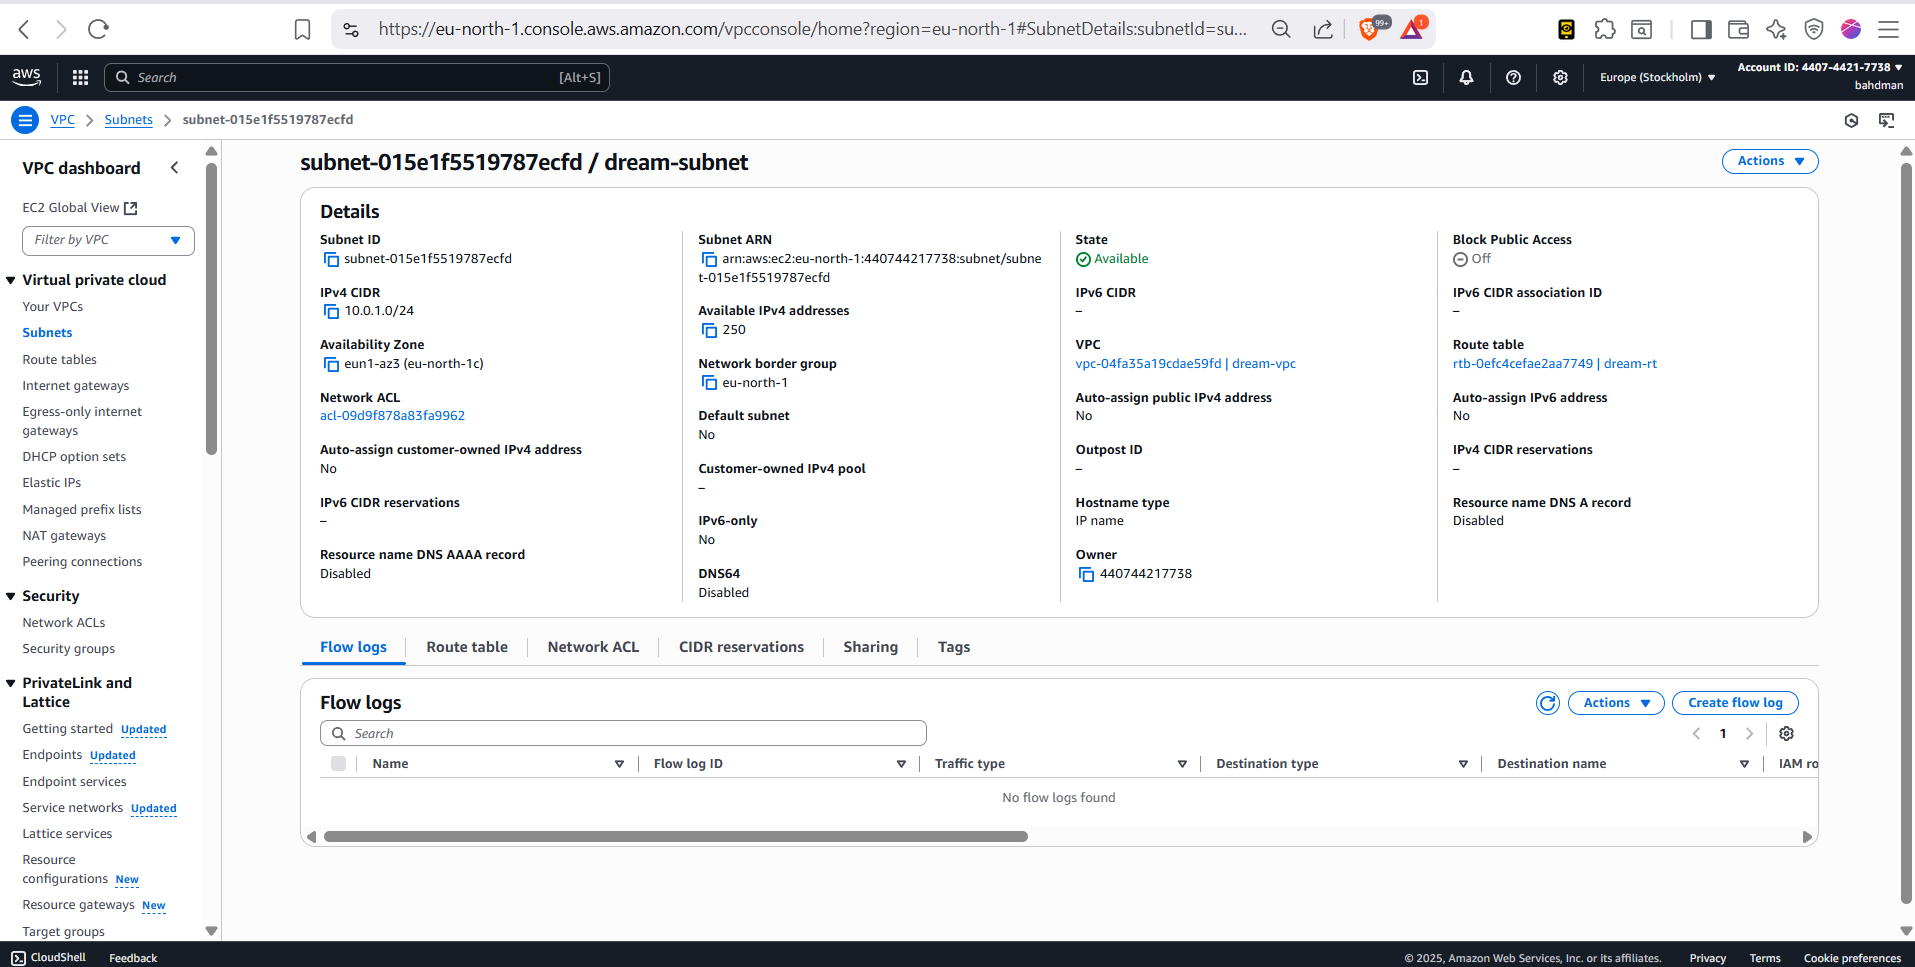 https://eu-north-1.console.aws.amazon.com/vpcconsole/home?region=eu-north-1#SubnetDetails:subnetId=su...
99+
1
aws
Search
[Alt+S]
Europe (Stockholm)
Account ID: 4407-4421-7738
bahdman
VPC
Subnets
subnet-015e1f5519787ecfd
VPC dashboard
EC2 Global View
Filter by VPC
Virtual private cloud
Your VPCs
Subnets
Route tables
Internet gateways
Egress-only internet
gateways
DHCP option sets
Elastic IPs
Managed prefix lists
NAT gateways
Peering connections
Security
Network ACLs
Security groups
PrivateLink and
Lattice
Getting started Updated
Endpoints Updated
Endpoint services
Service networks Updated
Lattice services
Resource
configurations New
Resource gateways New
Target groups
subnet-015e1f5519787ecfd / dream-subnet
Actions
Details
Subnet ID
subnet-015e1f5519787ecfd
IPv4 CIDR
10.0.1.0/24
Availability Zone
eun1-az3 (eu-north-1c)
Network ACL
acl-09d9f878a83fa9962
Auto-assign customer-owned IPv4 address
No
IPv6 CIDR reservations
–
Resource name DNS AAAA record
Disabled
Subnet ARN
arn:aws:ec2:eu-north-1:440744217738:subnet/subne
t-015e1f5519787ecfd
Available IPv4 addresses
250
Network border group
eu-north-1
Default subnet
No
Customer-owned IPv4 pool
–
IPv6-only
No
DNS64
Disabled
State
Available
IPv6 CIDR
–
VPC
vpc-04fa35a19cdae59fd | dream-vpc
Auto-assign public IPv4 address
No
Outpost ID
–
Hostname type
IP name
Owner
440744217738
Block Public Access
Off
IPv6 CIDR association ID
–
Route table
rtb-0efc4cefae2aa7749 | dream-rt
Auto-assign IPv6 address
No
IPv4 CIDR reservations
–
Resource name DNS A record
Disabled
Flow logs
Route table
Network ACL
CIDR reservations
Sharing
Tags
Flow logs
Actions
Create flow log
Search
1
Name
Flow log ID
Traffic type
Destination type
Destination name
IAM ro
No flow logs found
CloudShell
Feedback
© 2025, Amazon Web Services, Inc. or its affiliates.
Privacy
Terms
Cookie preferences